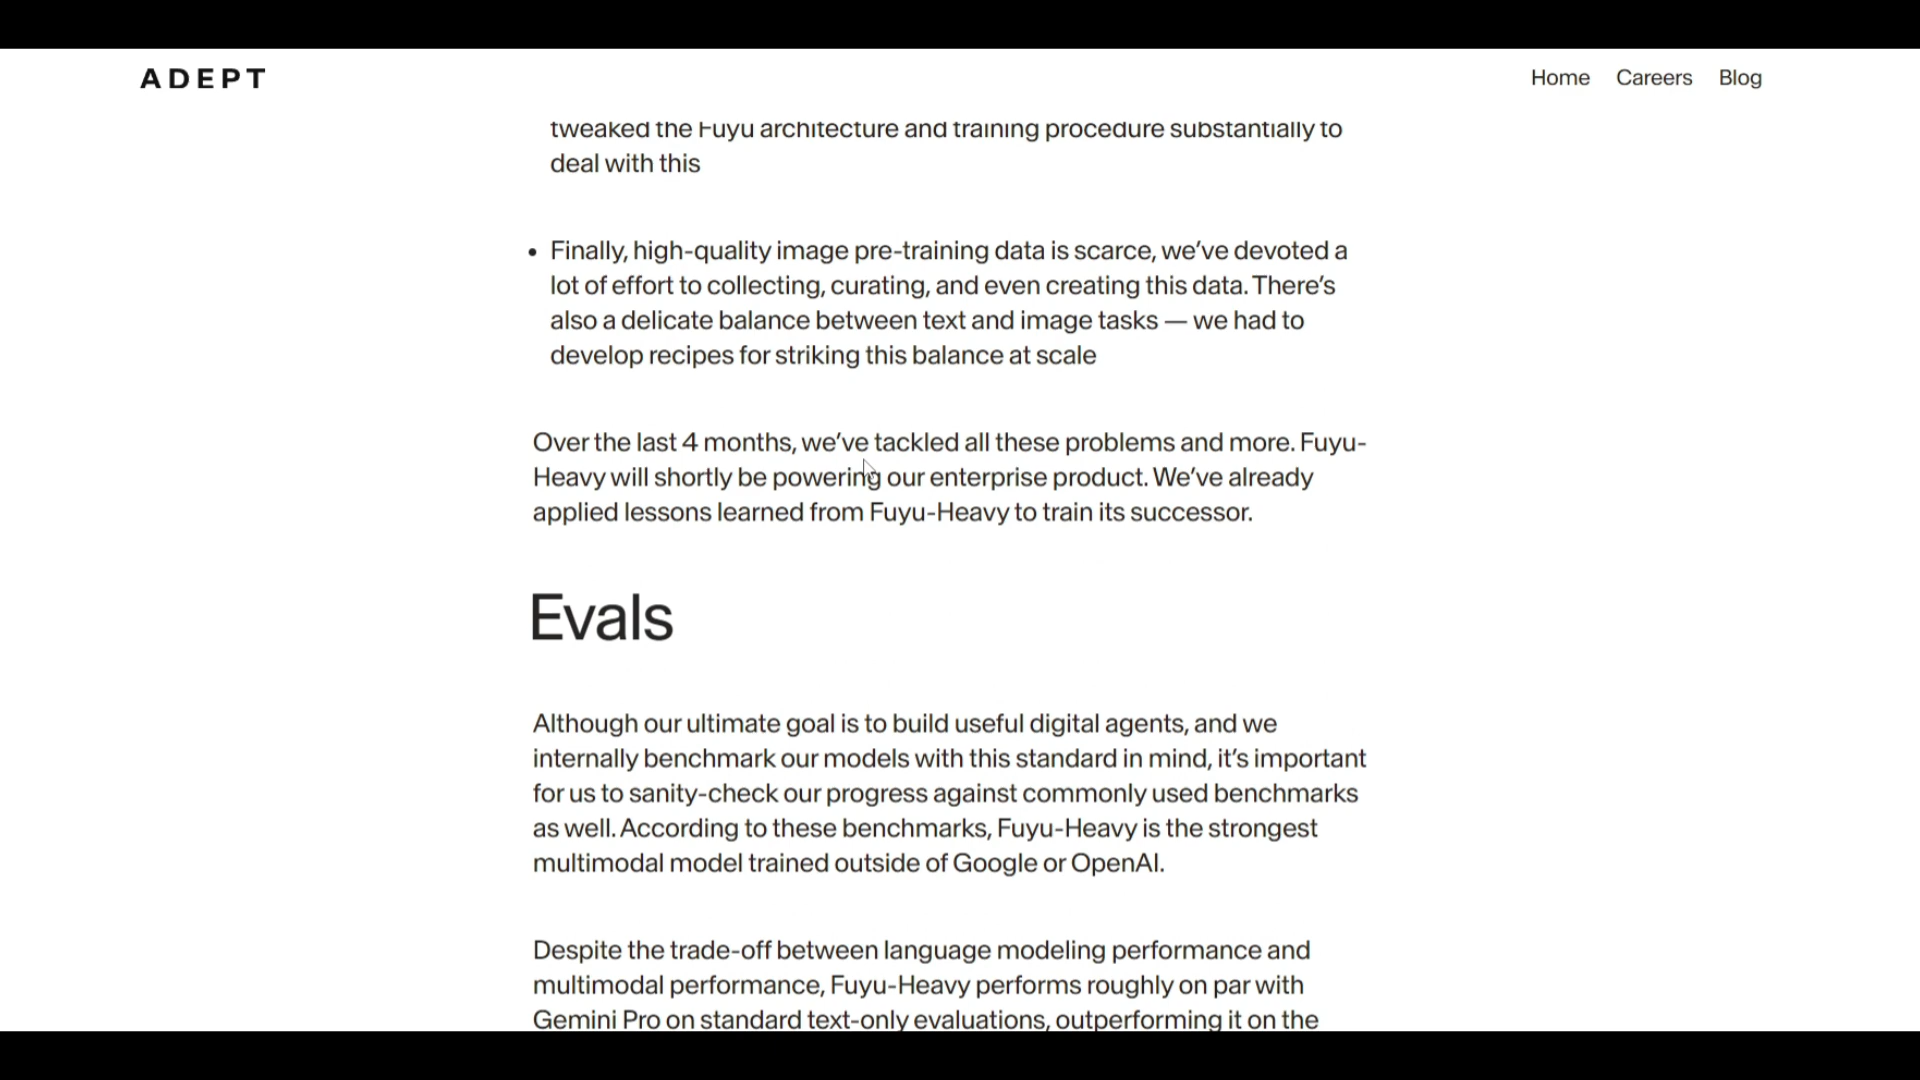 ADEPT
Home Careers Blog
tweaked the Fuyu architecture and training procedure substantially to
deal with this
• Finally, high-quality image pre-training data is scarce, we’ve devoted a
lot of effort to collecting, curating, and even creating this data. There’s
also a delicate balance between text and image tasks — we had to
develop recipes for striking this balance at scale
Over the last 4 months, we’ve tackled all these problems and more. Fuyu-
Heavy will shortly be powering our enterprise product. We’ve already
applied lessons learned from Fuyu-Heavy to train its successor.
Evals
Although our ultimate goal is to build useful digital agents, and we
internally benchmark our models with this standard in mind, it’s important
for us to sanity-check our progress against commonly used benchmarks
as well. According to these benchmarks, Fuyu-Heavy is the strongest
multimodal model trained outside of Google or OpenAI.
Despite the trade-off between language modeling performance and
multimodal performance, Fuyu-Heavy performs roughly on par with
Gemini Pro on standard text-only evaluations, outperforming it on the